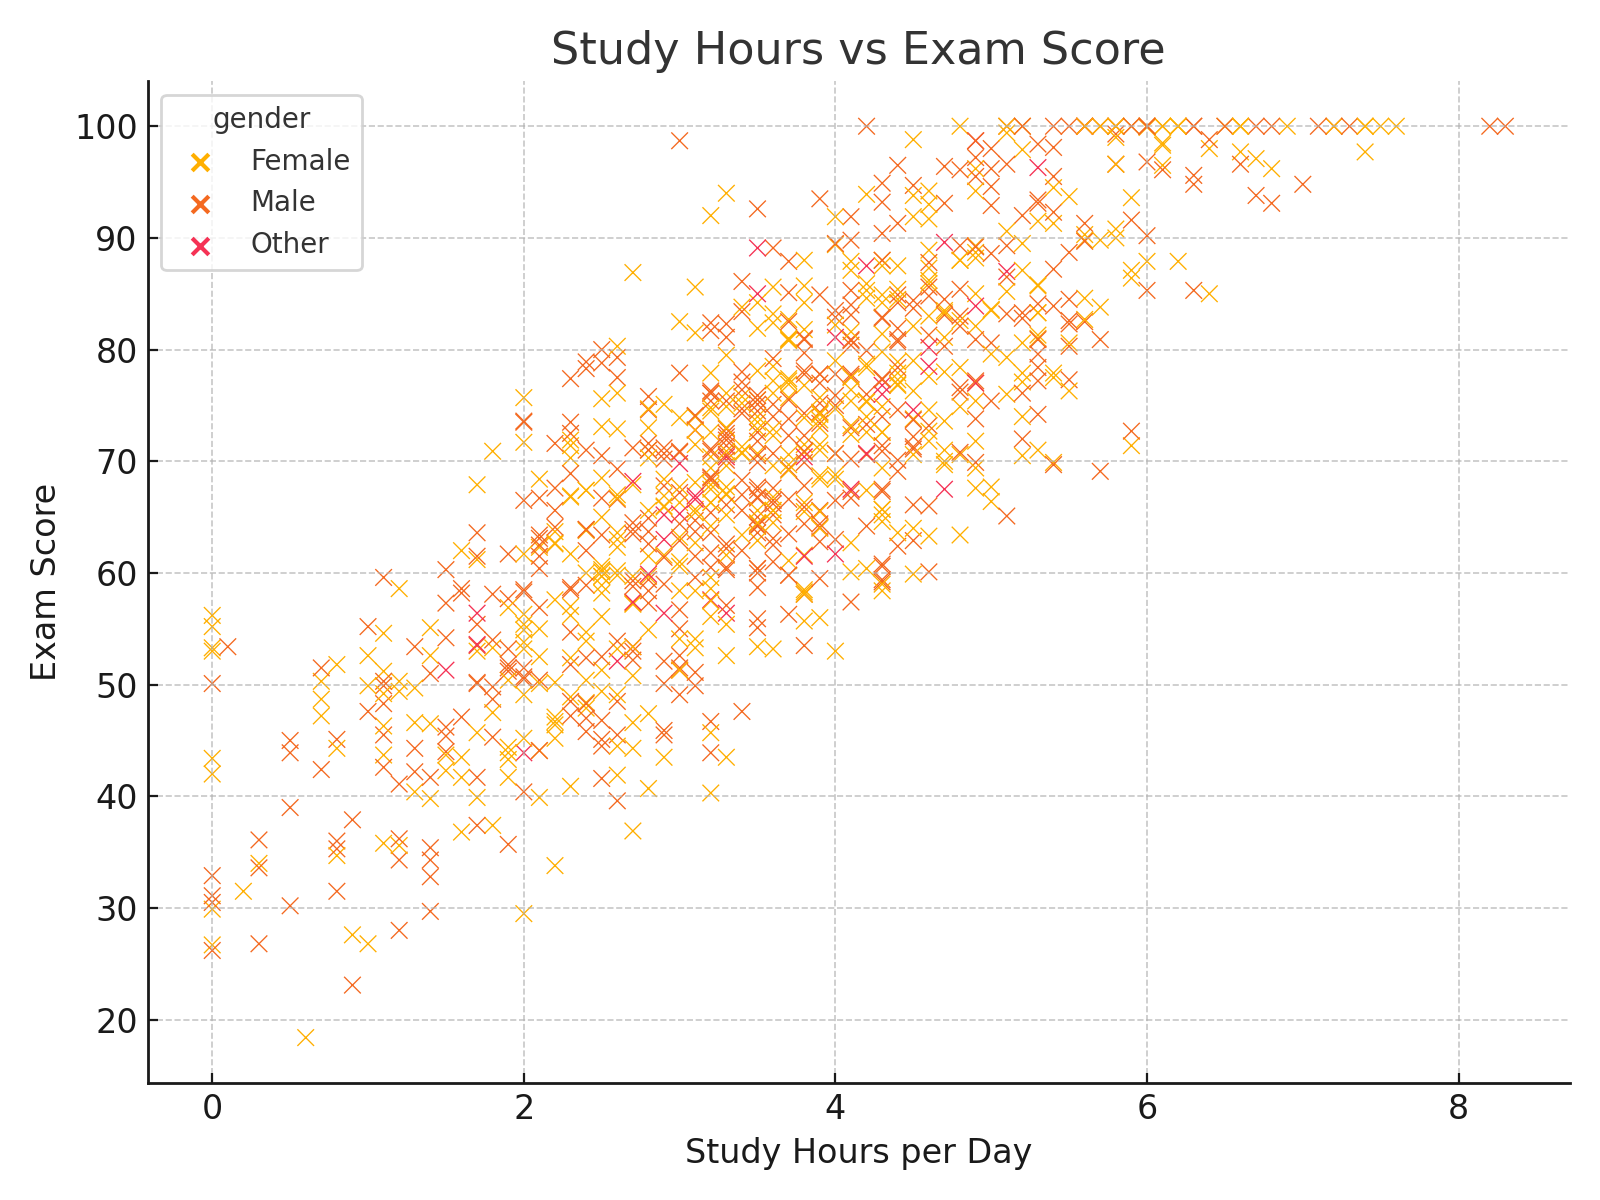 Study Hours vs Exam Score
gender
Female
Male
Other
100
90
80
70
60
50
40
30
20
Exam Score
0 2 4 6 8
Study Hours per Day